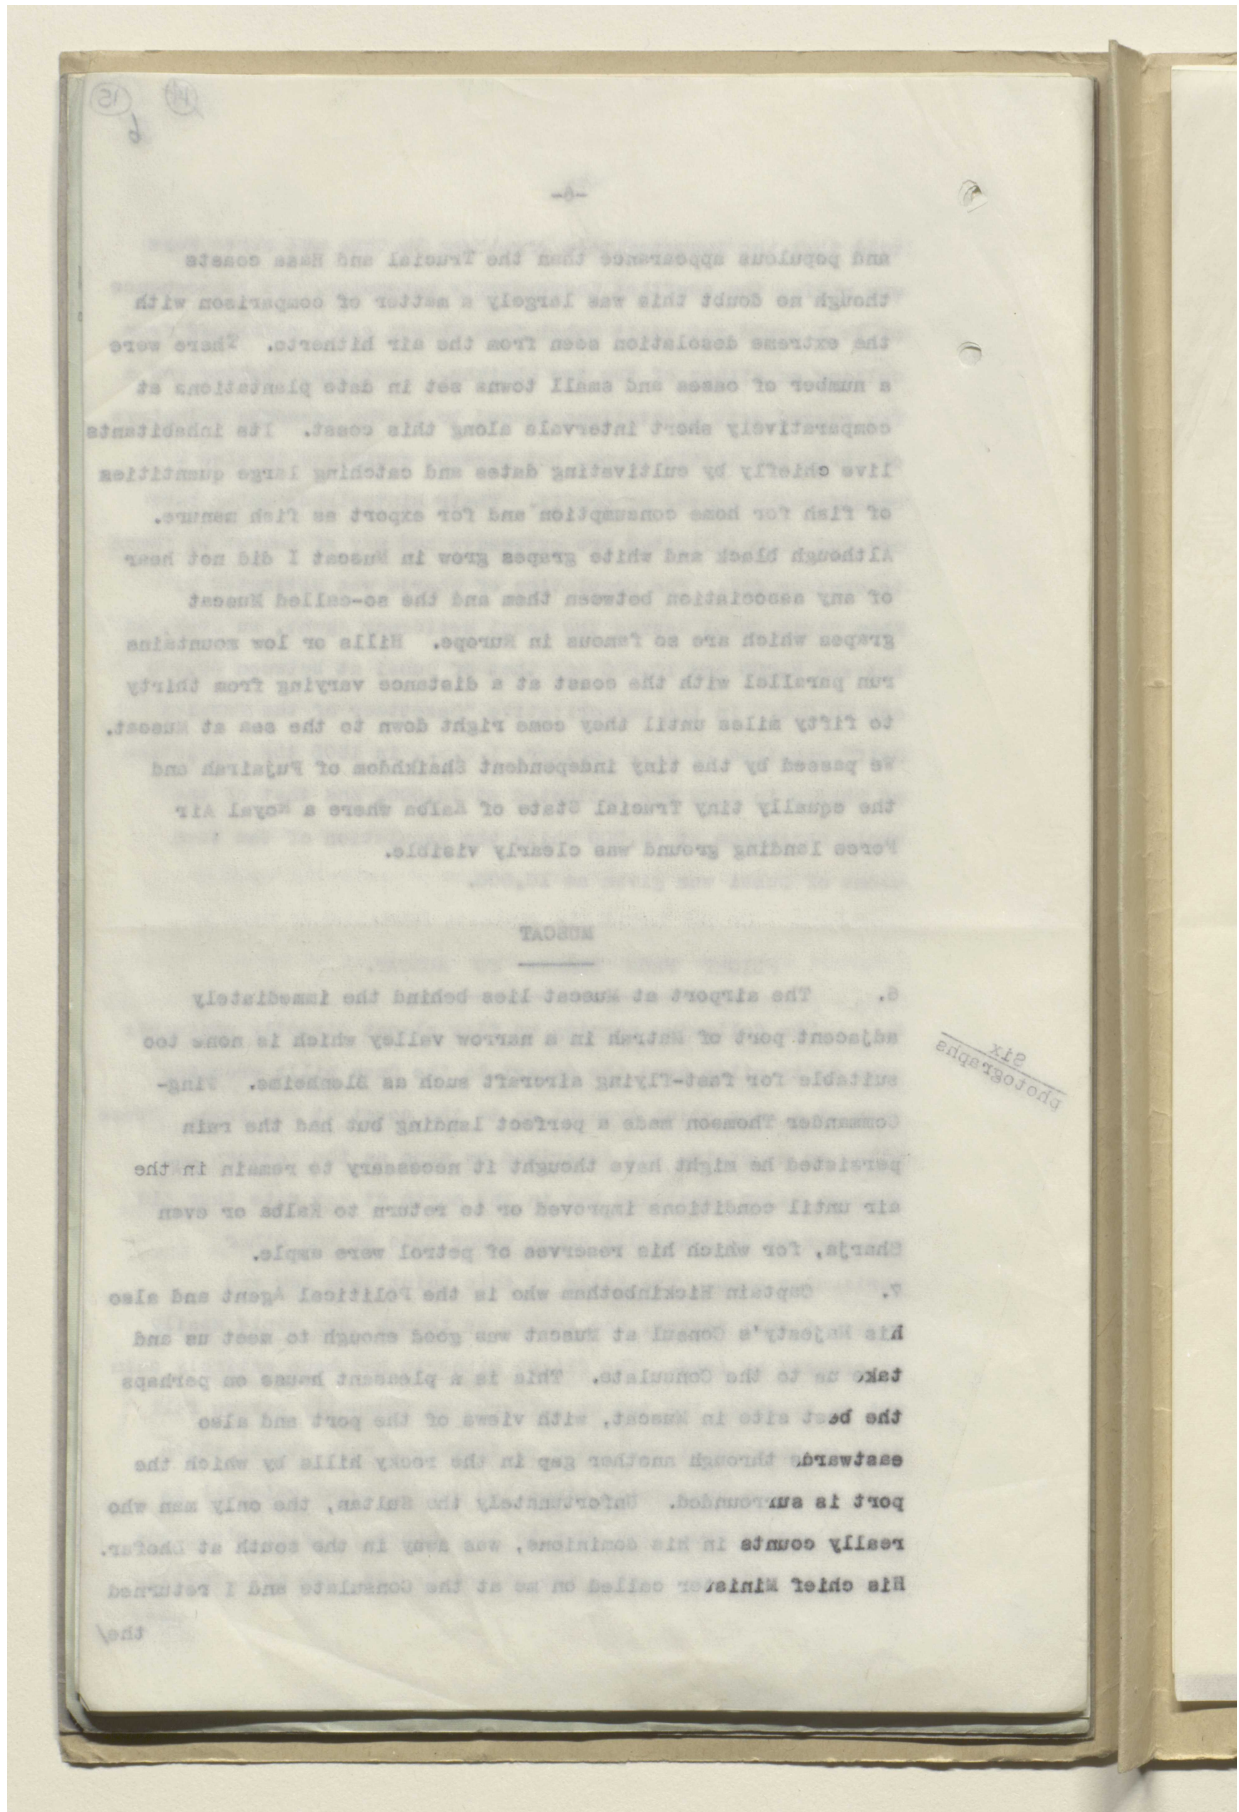 15 14
6
-6-
and populous appearance than the Trucial and Hasa coasts
though no doubt this was largely a matter of comparison with
the extreme desolation seen from the air hitherto. There were
a number of oases and small towns set in date plantations at
comparatively short intervals along this coast. Its inhabitants
live chiefly by cultivating dates and catching large quantities
of fish for home consumption and for export as fish manure.
Although black and white grapes grow in Muscat I did not hear
of any association between them and the so-called Muscat
grapes which are so famous in Europe. Hills or low mountains
run parallel with the coast at a distance varying from thirty
to fifty miles until they come right down to the sea at Muscat.
We passed by the tiny independent Shaikhdom of Fujairah and
the equally tiny Trucial State of Kalba where a Royal Air
Force landing ground was clearly visible.
MUSCAT
6. The airport at Muscat lies behind the immediately
adjacent port of Matrah in a narrow valley which is none too
suitable for fast-flying aircraft such as Blenheims. Wing-
Commander Thomson made a perfect landing but had the rain
persisted he might have thought it necessary to remain in the
air until conditions improved or to return to Kalba or even
Sharja, for which his reserves of petrol were ample.
Six
photographs
7. Captain Hickinbotham who is the Political Agent and also
his Majesty's Consul at Muscat was good enough to meet us and
take us to the Consulate. This is a pleasant house on perhaps
the best site in Muscat, with views of the port and also
eastwards through another gap in the rocky hills by which the
port is surrounded. Unfortunately the Sultan, the only man who
really counts in his dominions, was away in the south at Dhofar.
His chief Minister called on me at the Consulate and I returned
the/